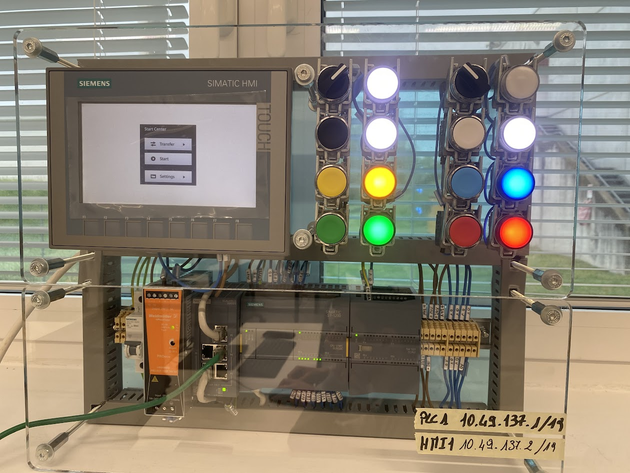 SIEMENS
SIMATIC HMI
TOUCH
Start Center
Transfer
Start
Settings
PLC1 10.49.137.1/19
HMI1 10.49.137.2/19